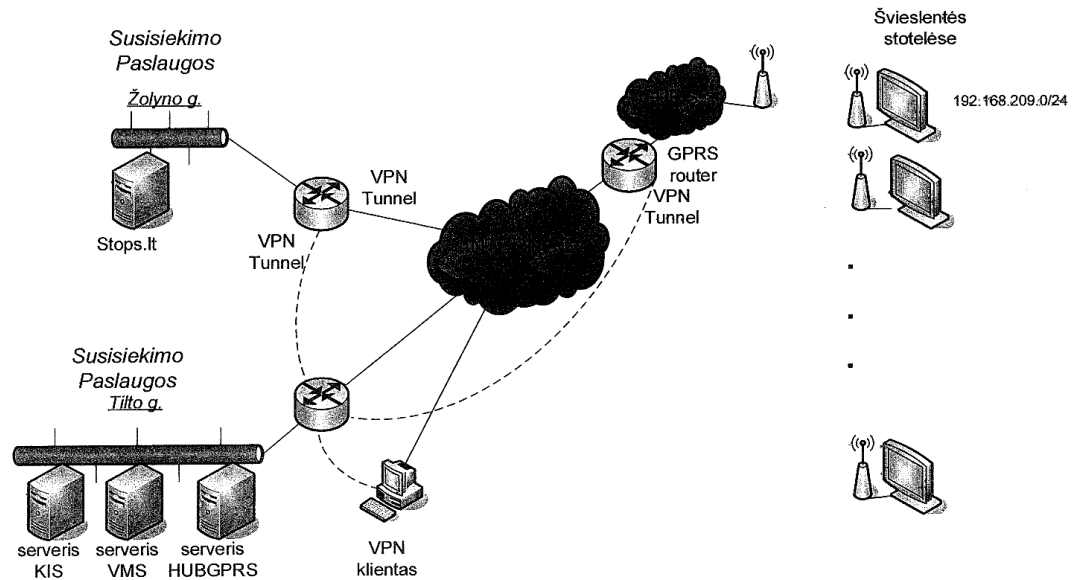 Susisiekimo
Paslaugos
Žolyno g.
Stops.lt
VPN
Tunnel
VPN
Tunnel
GPRS
router
VPN
Tunnel
Švieslentės
stotelėse
192.168.209.0/24
Susisiekimo
Paslaugos
Tilto g.
serveris
KIS
serveris
VMS
serveris
HUBGPRS
VPN
klientas